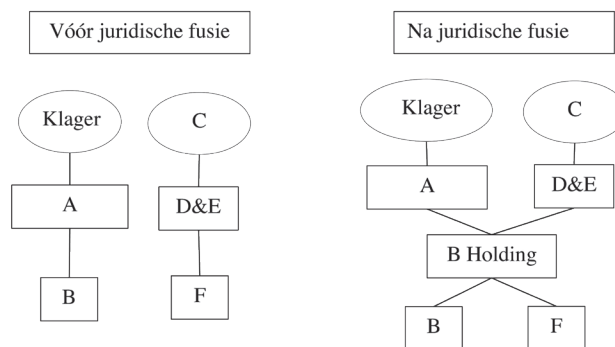 Vóór juridische fusie
Na juridische fusie
Klager
C
A
D&E
B
F
Klager
C
A
D&E
B Holding
B
F